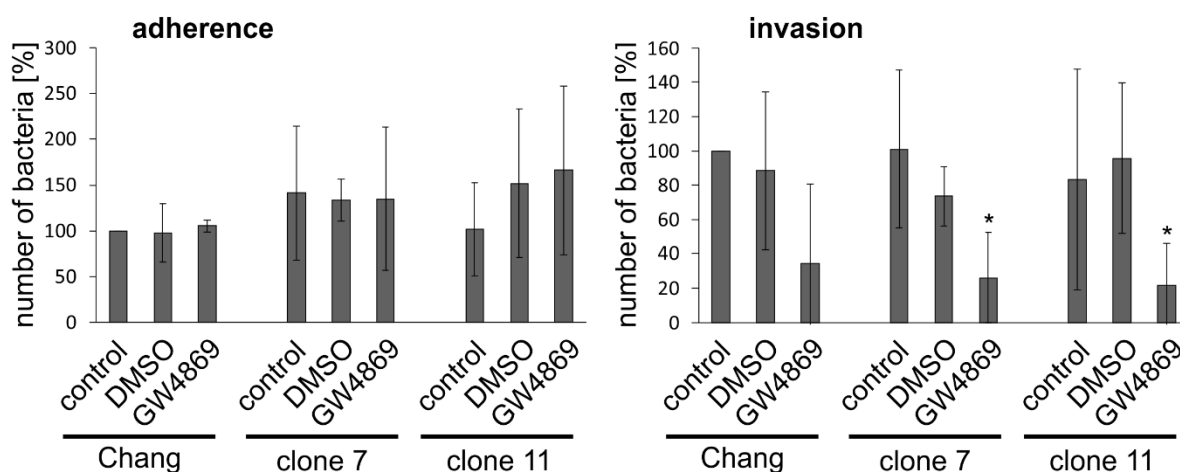 adherence
number of bacteria [%]
300
250
200
150
100
50
0
control
DMSO
GW4869
control
DMSO
GW4869
control
DMSO
GW4869
Chang
clone 7
clone 11
invasion
number of bacteria [%]
160
140
120
100
80
60
40
20
0
*
*
control
DMSO
GW4869
control
DMSO
GW4869
control
DMSO
GW4869
Chang
clone 7
clone 11